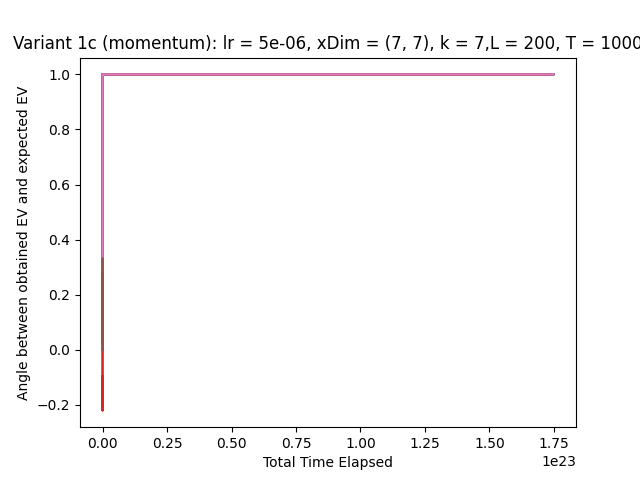 Variant 1c (momentum): lr = 5e-06, xDim = (7, 7), k = 7,L = 200, T = 1000
Angle between obtained EV and expected EV
1.0
0.8
0.6
0.4
0.2
0.0
−0.2
0.00 0.25 0.50 0.75 1.00 1.25 1.50 1.75
1e23
Total Time Elapsed